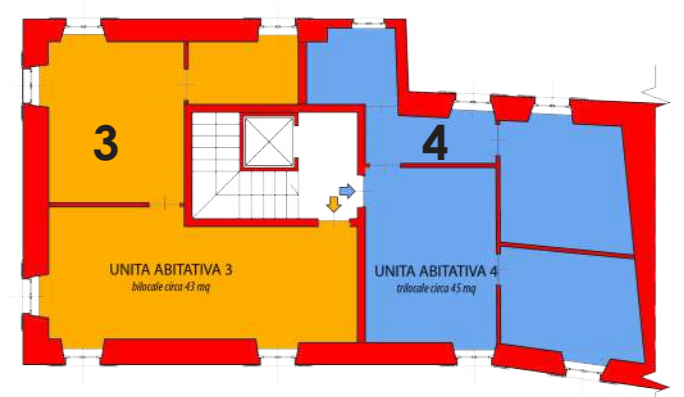 3
4
UNITA ABITATIVA 3
bilocale circa 43 mq
UNITA ABITATIVA 4
trilocale circa 45 mq